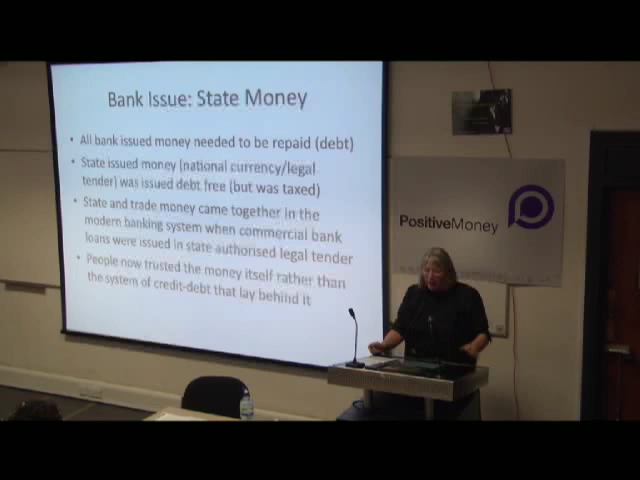 Bank Issue: State Money
• All bank issued money needed to be repaid (debt)
• State issued money (national currency/legal
tender) was issued debt free (but was taxed)
• State and trade money came together in the
modern banking system when commercial bank
loans were issued in state authorised legal tender
• People now trusted the money itself rather than
the system of credit-debt that lay behind it
PositiveMoney